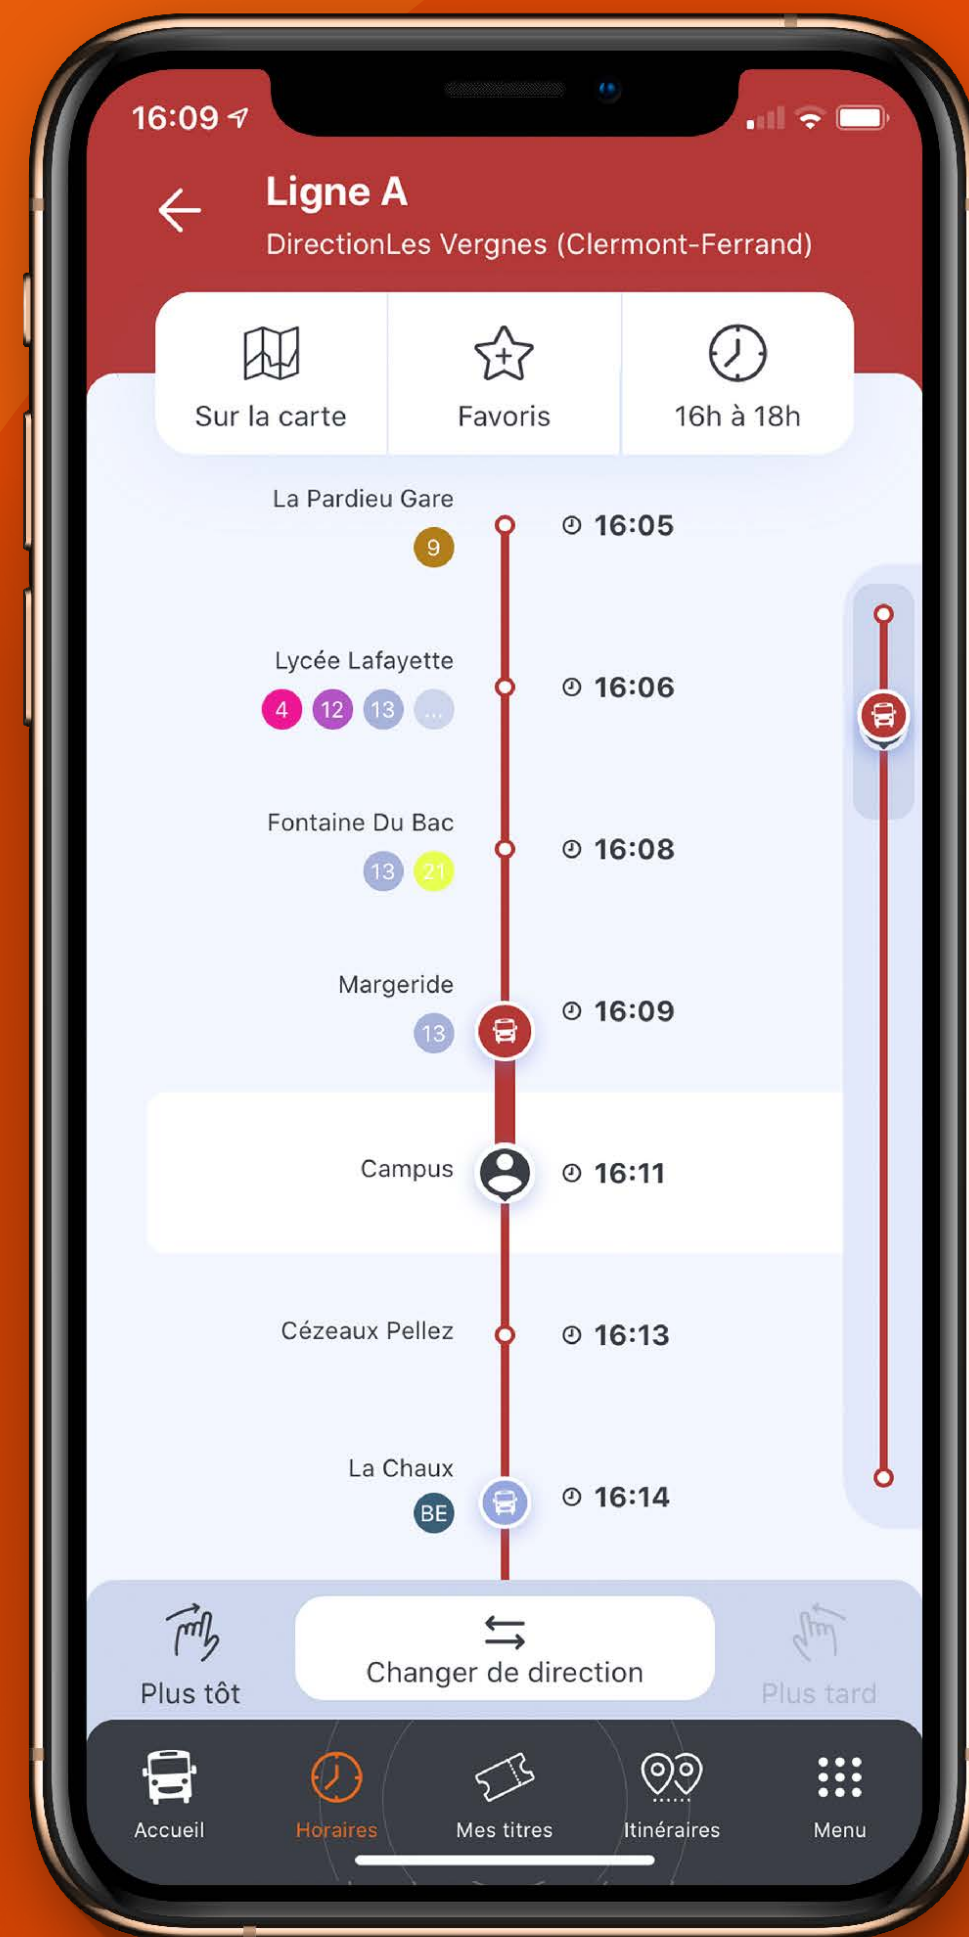 16:09
Ligne A
DirectionLes Vergnes (Clermont-Ferrand)
Sur la carte
Favoris
16h à 18h
La Pardieu Gare
9
16:05
Lycée Lafayette
4 12 13 ...
16:06
Fontaine Du Bac
13 21
16:08
Margeride
13
16:09
Campus
16:11
Cézeaux Pellez
16:13
La Chaux
BE
16:14
Plus tôt
Changer de direction
Plus tard
Accueil
Horaires
Mes titres
Itinéraires
Menu